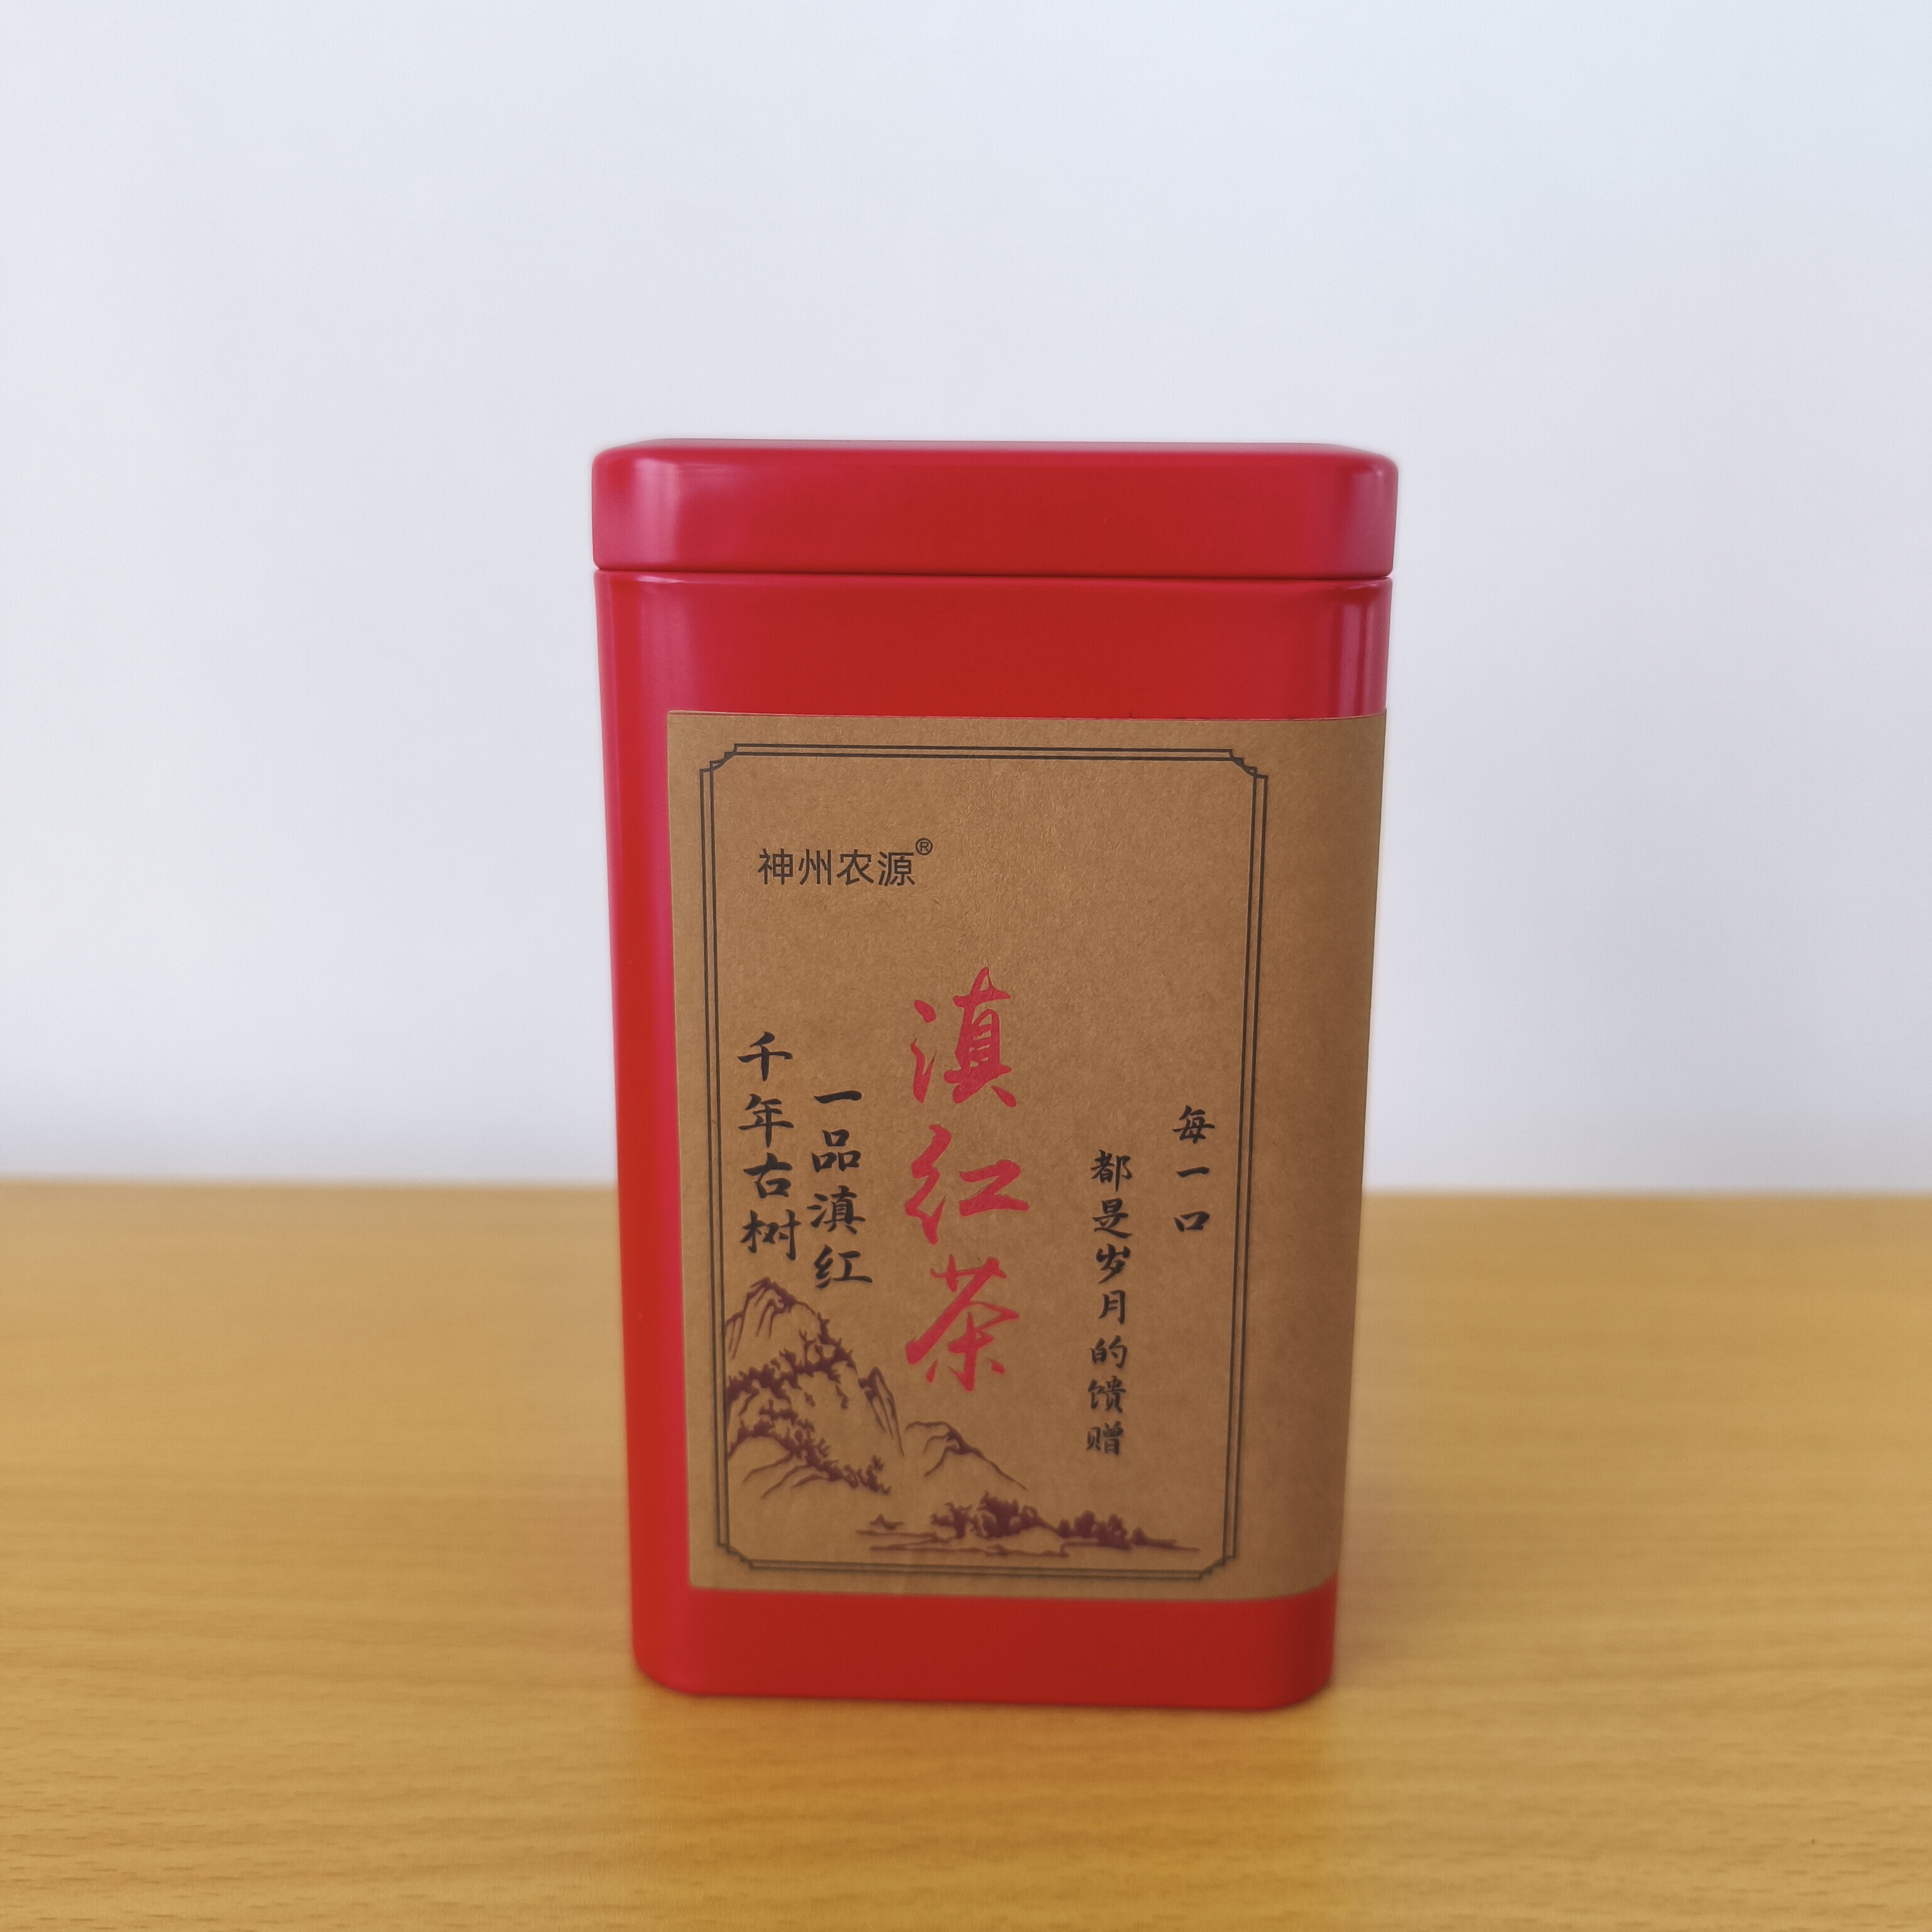 神州农源®
滇红茶
千年古树
一品滇红
每一口
都是岁月的馈赠